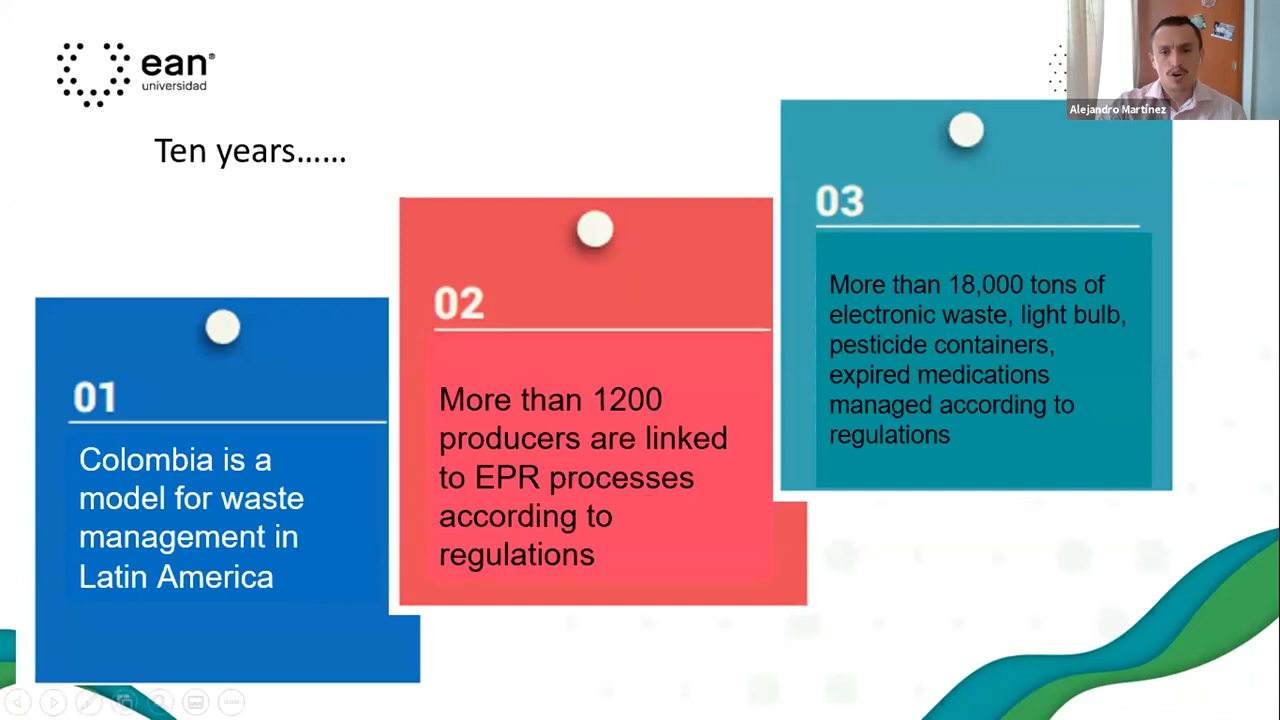 ean®
universidad
Alejandro Martínez
Ten years......
01
Colombia is a
model for waste
management in
Latin America
02
More than 1200
producers are linked
to EPR processes
according to
regulations
03
More than 18,000 tons of
electronic waste, light bulb,
pesticide containers,
expired medications
managed according to
regulations